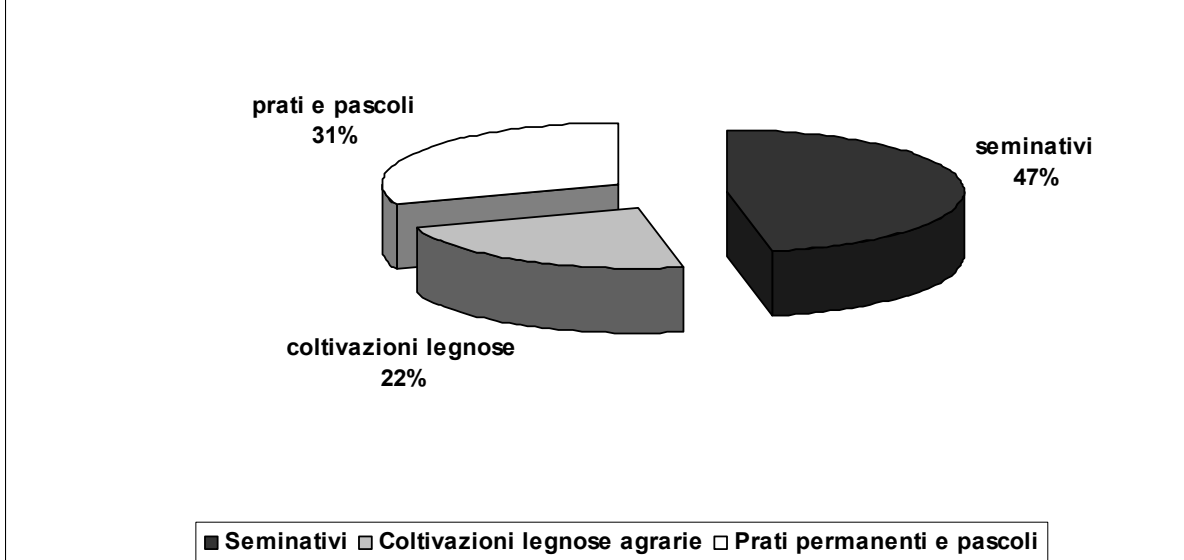 prati e pascoli
31%
seminativi
47%
coltivazioni legnose
22%
Seminativi Coltivazioni legnose agrarie Prati permanenti e pascoli